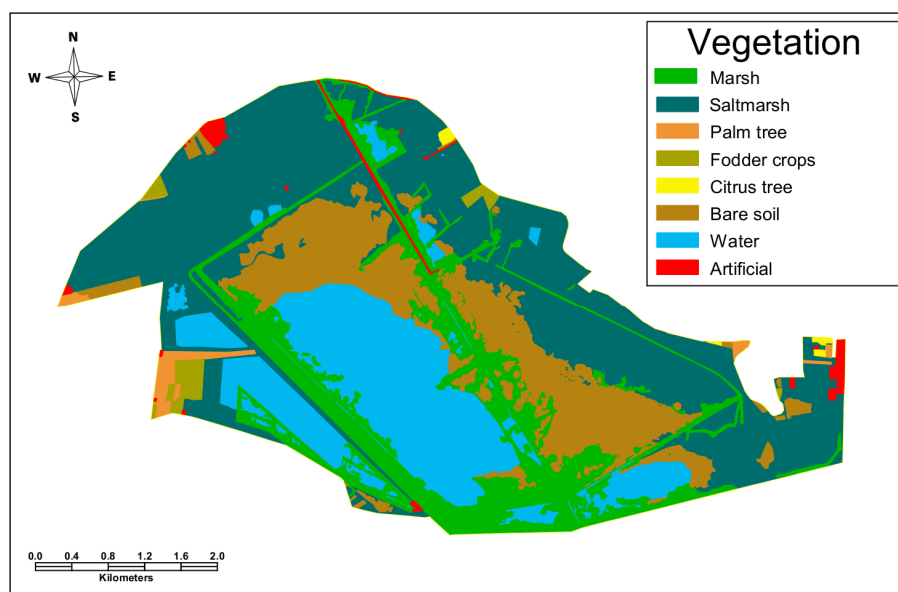 Vegetation
N
W E
S
Marsh
Saltmarsh
Palm tree
Fodder crops
Citrus tree
Bare soil
Water
Artificial
0.0 0.4 0.8 1.2 1.6 2.0
Kilometers